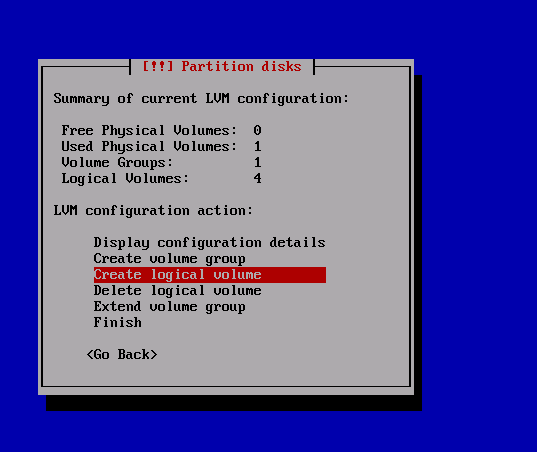 [!!] Partition disks
Summary of current LVM configuration:
Free Physical Volumes: 0
Used Physical Volumes: 1
Volume Groups: 1
Logical Volumes: 4
LVM configuration action:
Display configuration details
Create volume group
Create logical volume
Delete logical volume
Extend volume group
Finish
<Go Back>